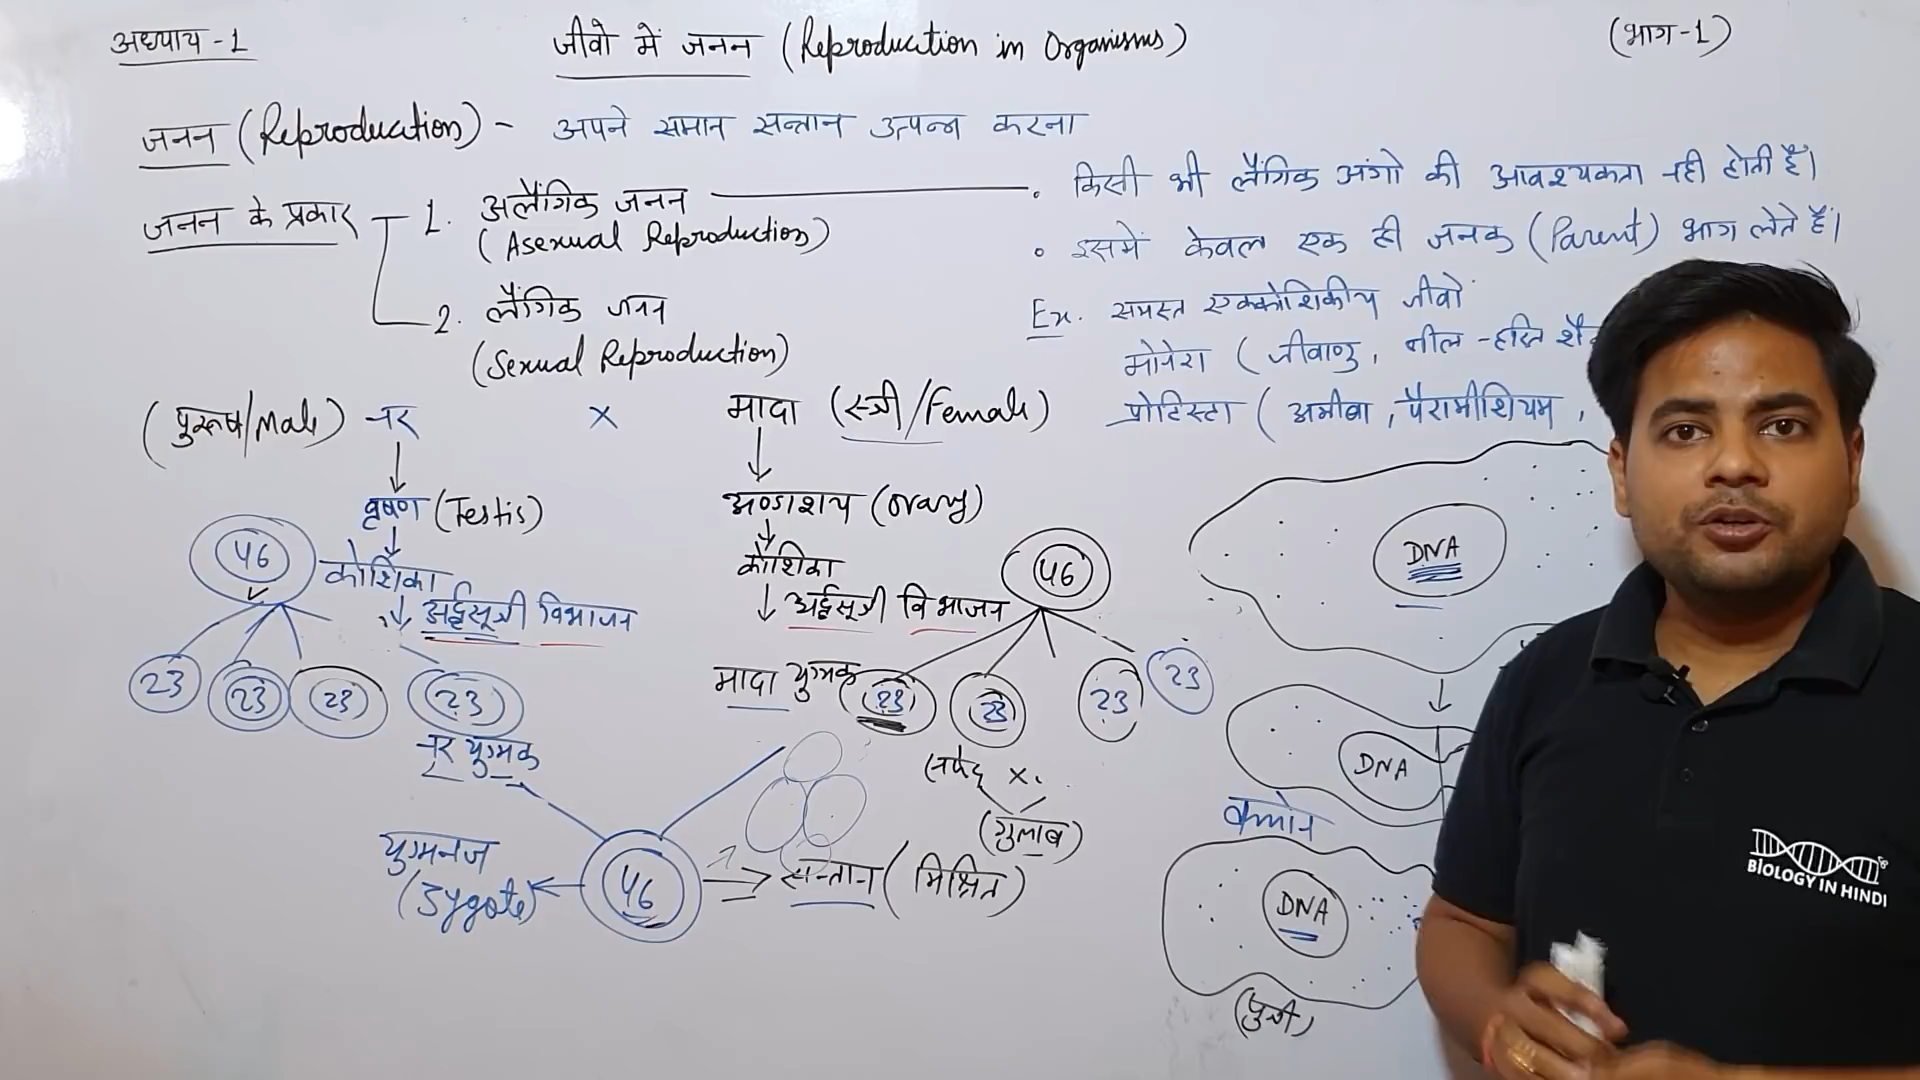 अध्याय - 1
जीवो में जनन (Reproduction in Organisms)
(भाग-1)
जनन (Reproduction) - अपने समान सन्तान उत्पन्न करना
जनन के प्रकार
1. अलैंगिक जनन
(Asexual Reproduction)
2. लैंगिक जनन
(Sexual Reproduction)
• किसी भी लैंगिक अंगो की आवश्यकता नही होती है।
• इसमें केवल एक ही जनक (Parent) भाग लेते हैं।
Ex. समस्त एककोशिकीय जीवों
मोनेरा (जीवाणु, नील-हरित
प्रोटिस्टा (अमीबा, पैरामीशियम,
(पुरूष/Male) नर × मादा (स्त्री/Female)
वृषण (Testis)
अण्डाशय (Ovary)
46 कोशिका
कोशिका 46
अर्द्धसूत्री विभाजन
अर्द्धसूत्री विभाजन
23 23 23 23
मादा युग्मक 23 23 23 23
नर युग्मक
सफेद ×
(गुलाब)
युग्मनज
(Zygote)
46
सन्तान (मिश्रित)
DNA
DNA
क्लोन
DNA
(पुत्री)
BIOLOGY IN HINDI